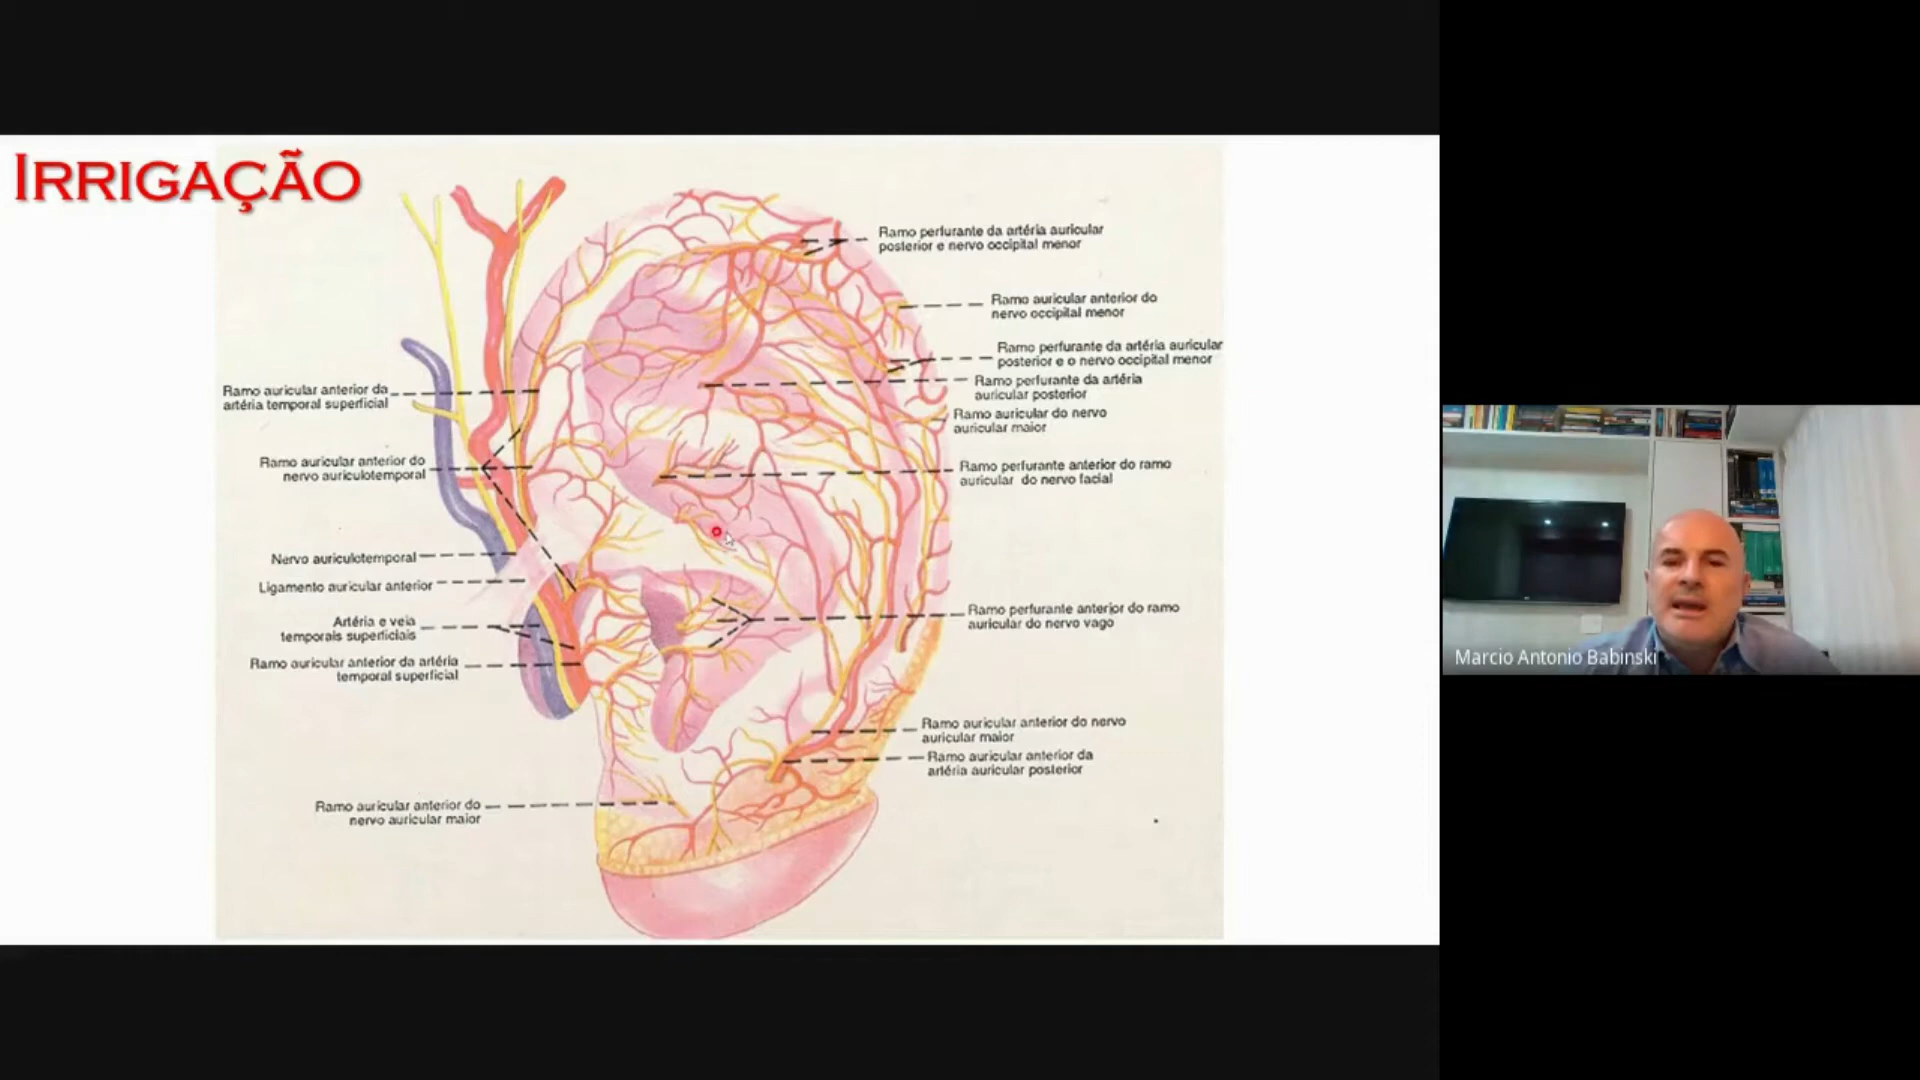 IRRIGAÇÃO
Ramo perfurante da artéria auricular
posterior e nervo occipital menor
Ramo auricular anterior do
nervo occipital menor
Ramo perfurante da artéria auricular
posterior e o nervo occipital menor
Ramo perfurante da artéria
auricular posterior
Ramo auricular do nervo
auricular maior
Ramo perfurante anterior do ramo
auricular do nervo facial
Ramo perfurante anterior do ramo
auricular do nervo vago
Ramo auricular anterior do nervo
auricular maior
Ramo auricular anterior da
artéria auricular posterior
Ramo auricular anterior da
artéria temporal superficial
Ramo auricular anterior do
nervo auriculotemporal
Nervo auriculotemporal
Ligamento auricular anterior
Artéria e veia
temporais superficiais
Ramo auricular anterior da artéria
temporal superficial
Ramo auricular anterior do
nervo auricular maior
Marcio Antonio Babinski